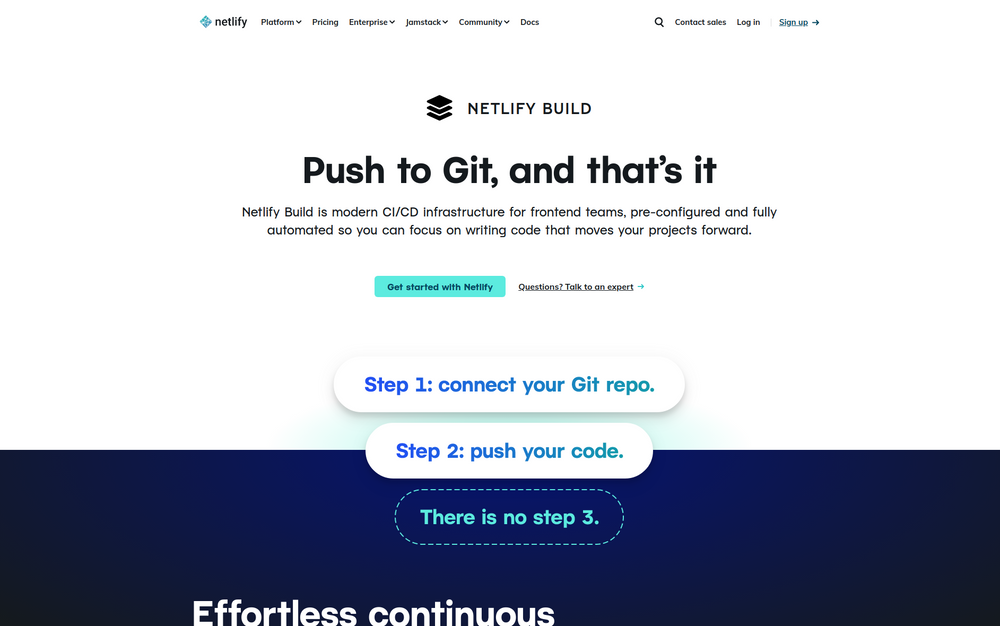 netlify Platform Pricing Enterprise Jamstack Community Docs Contact sales Log in Sign up →
NETLIFY BUILD
Push to Git, and that's it
Netlify Build is modern CI/CD infrastructure for frontend teams, pre-configured and fully
automated so you can focus on writing code that moves your projects forward.
Get started with Netlify Questions? Talk to an expert →
Step 1: connect your Git repo.
Step 2: push your code.
There is no step 3.
Effortless continuous